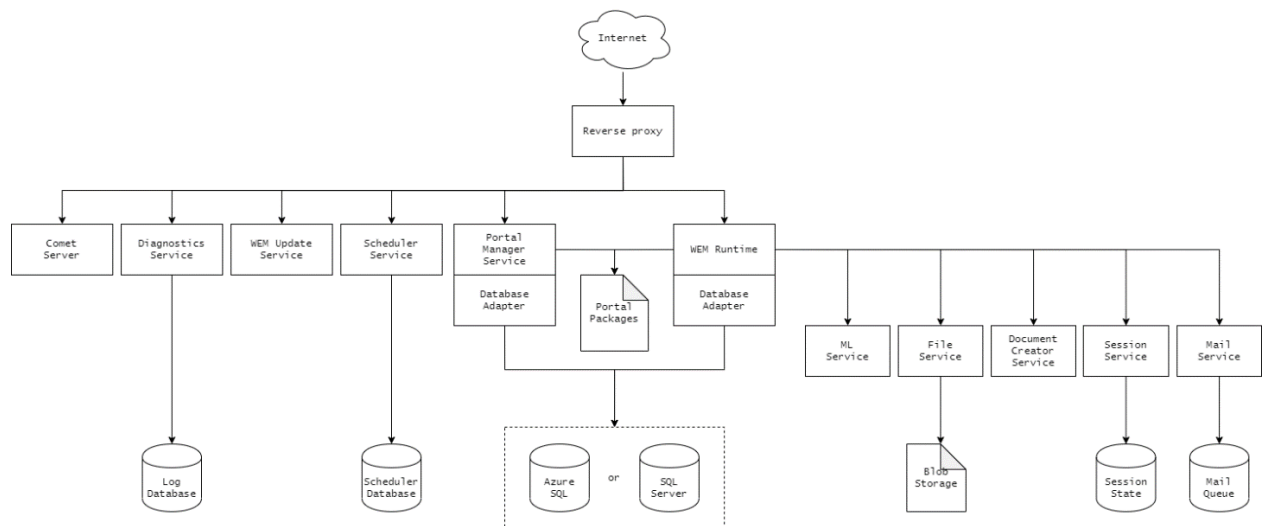 Internet
Reverse proxy
Comet
Server
Diagnostics
Service
WEM Update
Service
Scheduler
Service
Portal
Manager
Service
WEM Runtime
Database
Adapter
Portal
Packages
Database
Adapter
ML
Service
File
Service
Document
Creator
Service
Session
Service
Mail
Service
Log
Database
Scheduler
Database
Azure
SQL
or
SQL
Server
Blob
Storage
Session
State
Mail
Queue